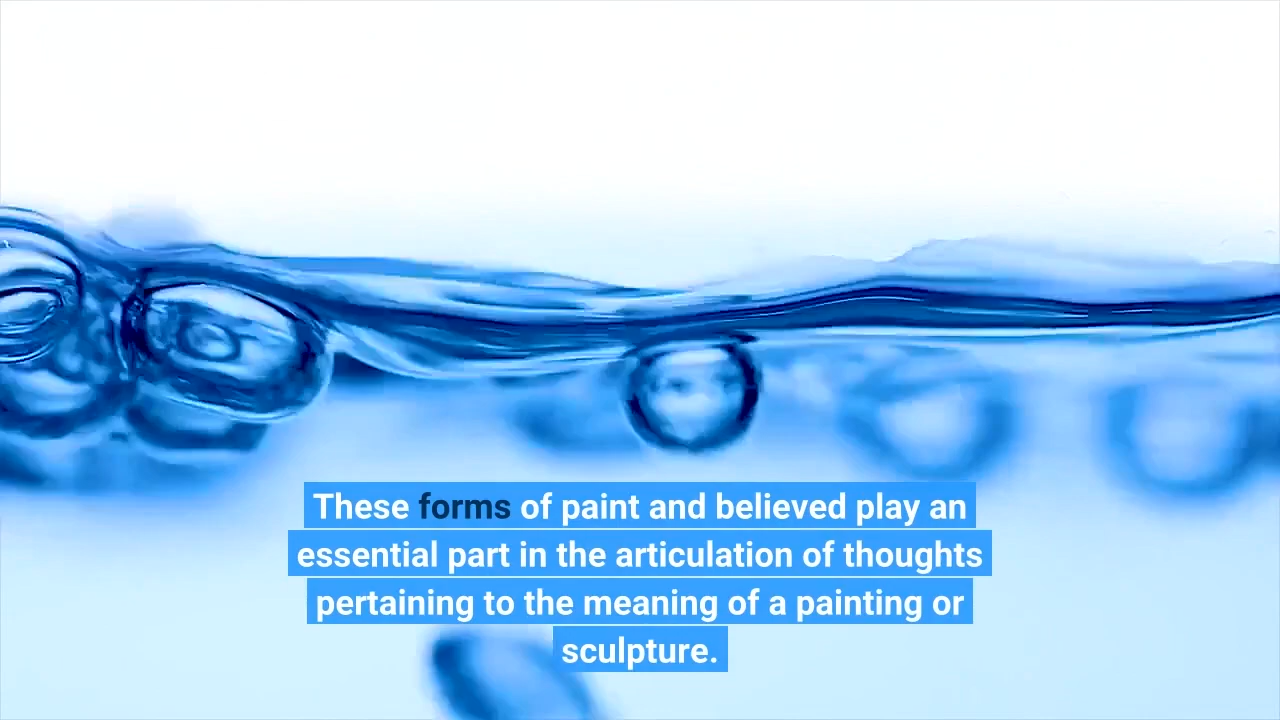 These forms of paint and believed play an
essential part in the articulation of thoughts
pertaining to the meaning of a painting or
sculpture.